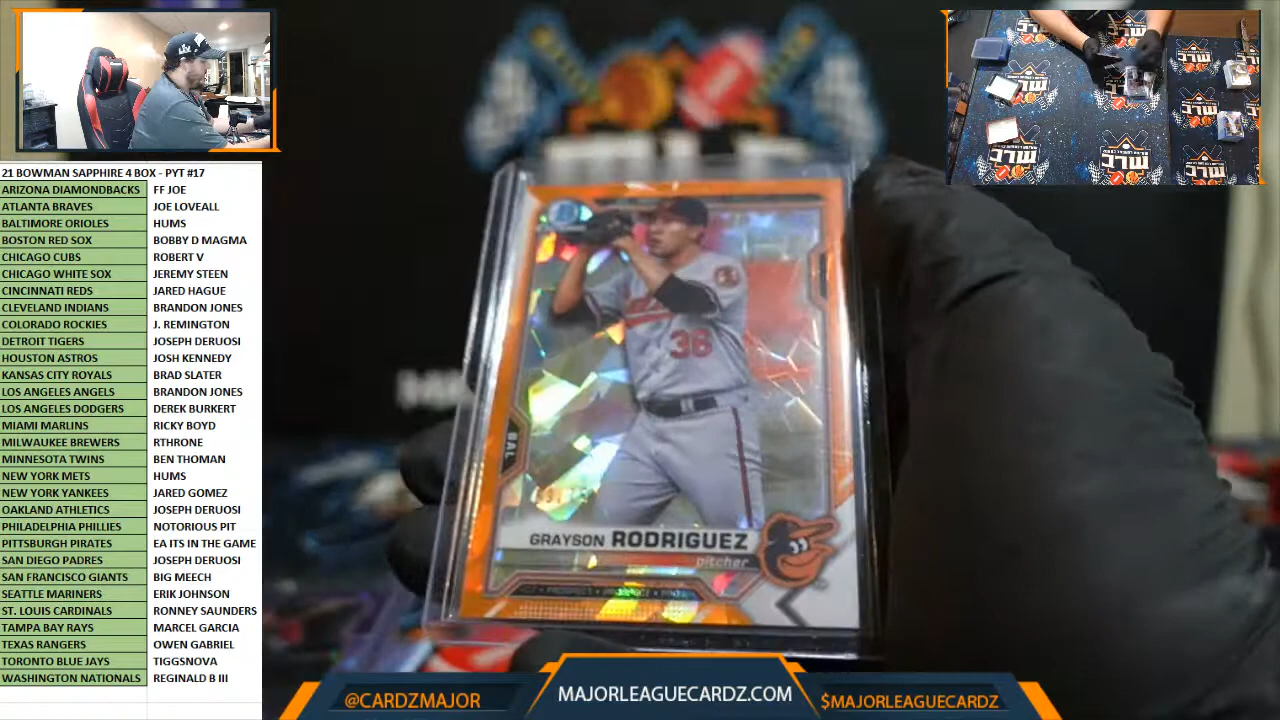 21 BOWMAN SAPPHIRE 4 BOX - PYT #17
ARIZONA DIAMONDBACKS FF JOE
ATLANTA BRAVES JOE LOVEALL
BALTIMORE ORIOLES HUMS
BOSTON RED SOX BOBBY D MAGMA
CHICAGO CUBS ROBERT V
CHICAGO WHITE SOX JEREMY STEEN
CINCINNATI REDS JARED HAGUE
CLEVELAND INDIANS BRANDON JONES
COLORADO ROCKIES J. REMINGTON
DETROIT TIGERS JOSEPH DERUOSI
HOUSTON ASTROS JOSH KENNEDY
KANSAS CITY ROYALS BRAD SLATER
LOS ANGELES ANGELS BRANDON JONES
LOS ANGELES DODGERS DEREK BURKERT
MIAMI MARLINS RICKY BOYD
MILWAUKEE BREWERS RTHRONE
MINNESOTA TWINS BEN THOMAN
NEW YORK METS HUMS
NEW YORK YANKEES JARED GOMEZ
OAKLAND ATHLETICS JOSEPH DERUOSI
PHILADELPHIA PHILLIES NOTORIOUS PIT
PITTSBURGH PIRATES EA ITS IN THE GAME
SAN DIEGO PADRES JOSEPH DERUOSI
SAN FRANCISCO GIANTS BIG MEECH
SEATTLE MARINERS ERIK JOHNSON
ST. LOUIS CARDINALS RONNEY SAUNDERS
TAMPA BAY RAYS MARCEL GARCIA
TEXAS RANGERS OWEN GABRIEL
TORONTO BLUE JAYS TIGGSNOVA
WASHINGTON NATIONALS REGINALD B III
38
BAL
GRAYSON RODRIGUEZ
pitcher
@CARDZMAJOR
MAJORLEAGUECARDZ.COM
$MAJORLEAGUECARDZ